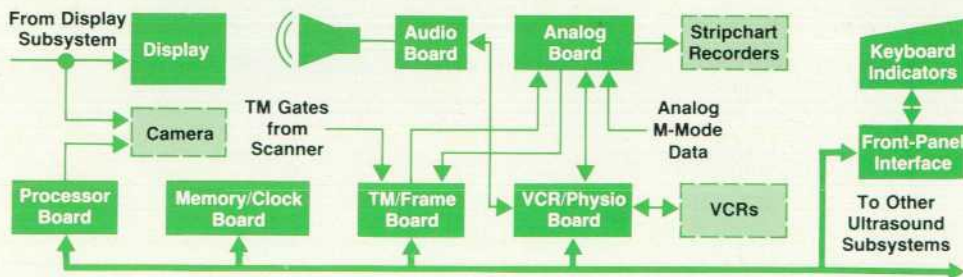 From Display
Subsystem
Display
Camera
Audio
Board
Analog
Board
Stripchart
Recorders
Keyboard
Indicators
TM Gates
from
Scanner
Analog
M-Mode
Data
Front-Panel
Interface
Processor
Board
Memory/Clock
Board
TM/Frame
Board
VCR/Physio
Board
VCRs
To Other
Ultrasound
Subsystems